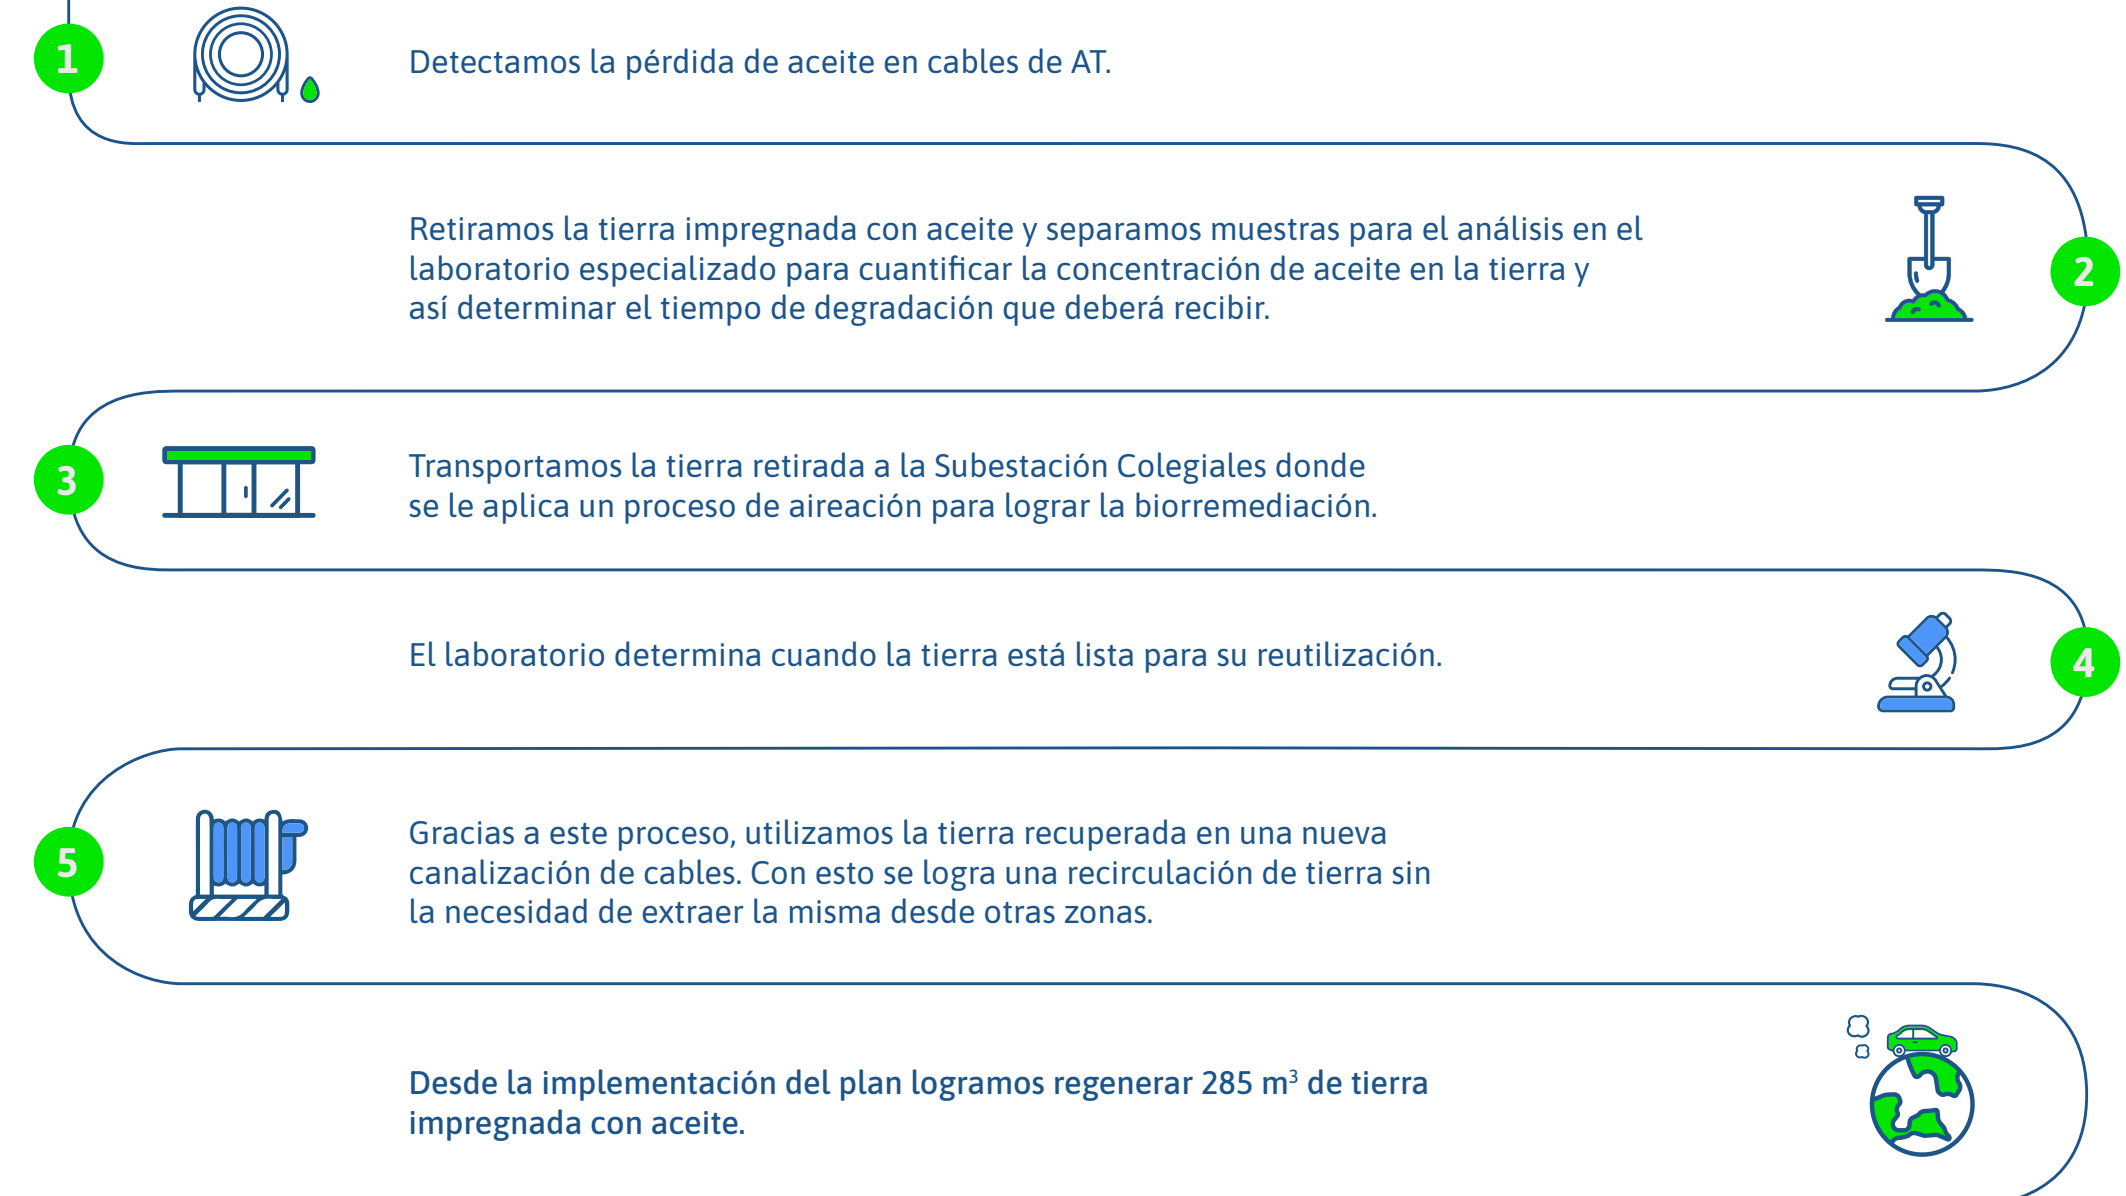 1
Detectamos la pérdida de aceite en cables de AT.
Retiramos la tierra impregnada con aceite y separamos muestras para el análisis en el
laboratorio especializado para cuantificar la concentración de aceite en la tierra y
así determinar el tiempo de degradación que deberá recibir.
2
3
Transportamos la tierra retirada a la Subestación Colegiales donde
se le aplica un proceso de aireación para lograr la biorremediación.
El laboratorio determina cuando la tierra está lista para su reutilización.
4
5
Gracias a este proceso, utilizamos la tierra recuperada en una nueva
canalización de cables. Con esto se logra una recirculación de tierra sin
la necesidad de extraer la misma desde otras zonas.
Desde la implementación del plan logramos regenerar 285 m³ de tierra
impregnada con aceite.